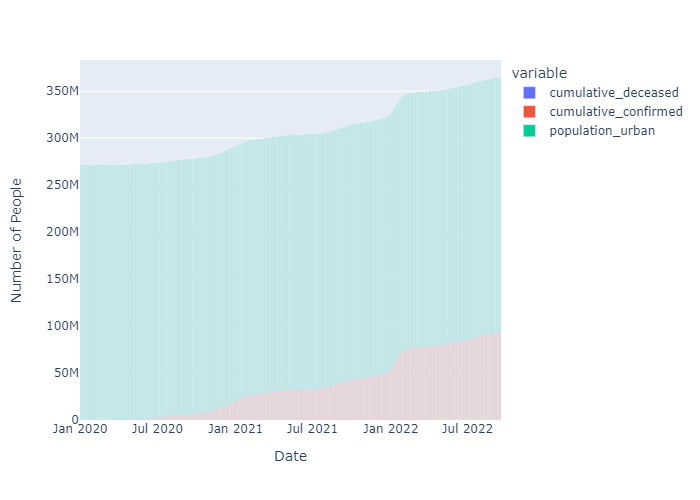 variable
cumulative_deceased
cumulative_confirmed
population_urban
350M
300M
250M
200M
150M
100M
50M
0
Number of People
Jan 2020
Jul 2020
Jan 2021
Jul 2021
Jan 2022
Jul 2022
Date